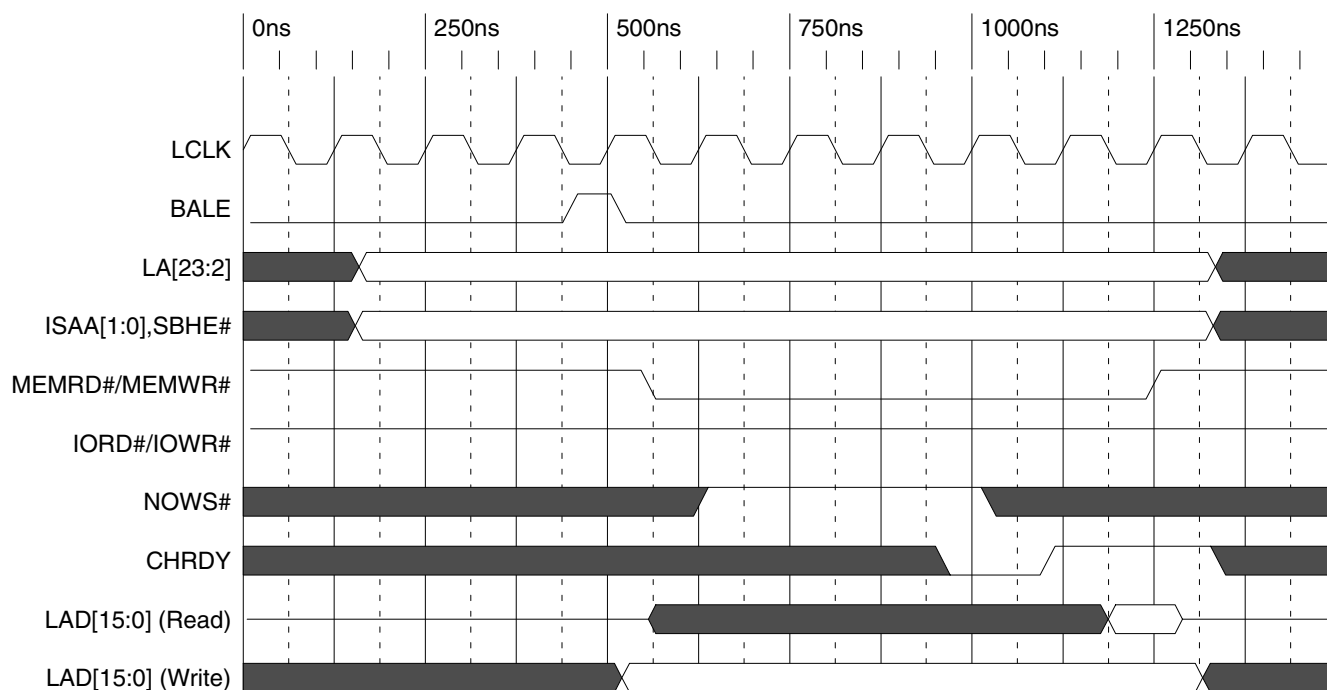 0ns 250ns 500ns 750ns 1000ns 1250ns
LCLK
BALE
LA[23:2]
ISAA[1:0],SBHE#
MEMRD#/MEMWR#
IORD#/IOWR#
NOWS#
CHRDY
LAD[15:0] (Read)
LAD[15:0] (Write)